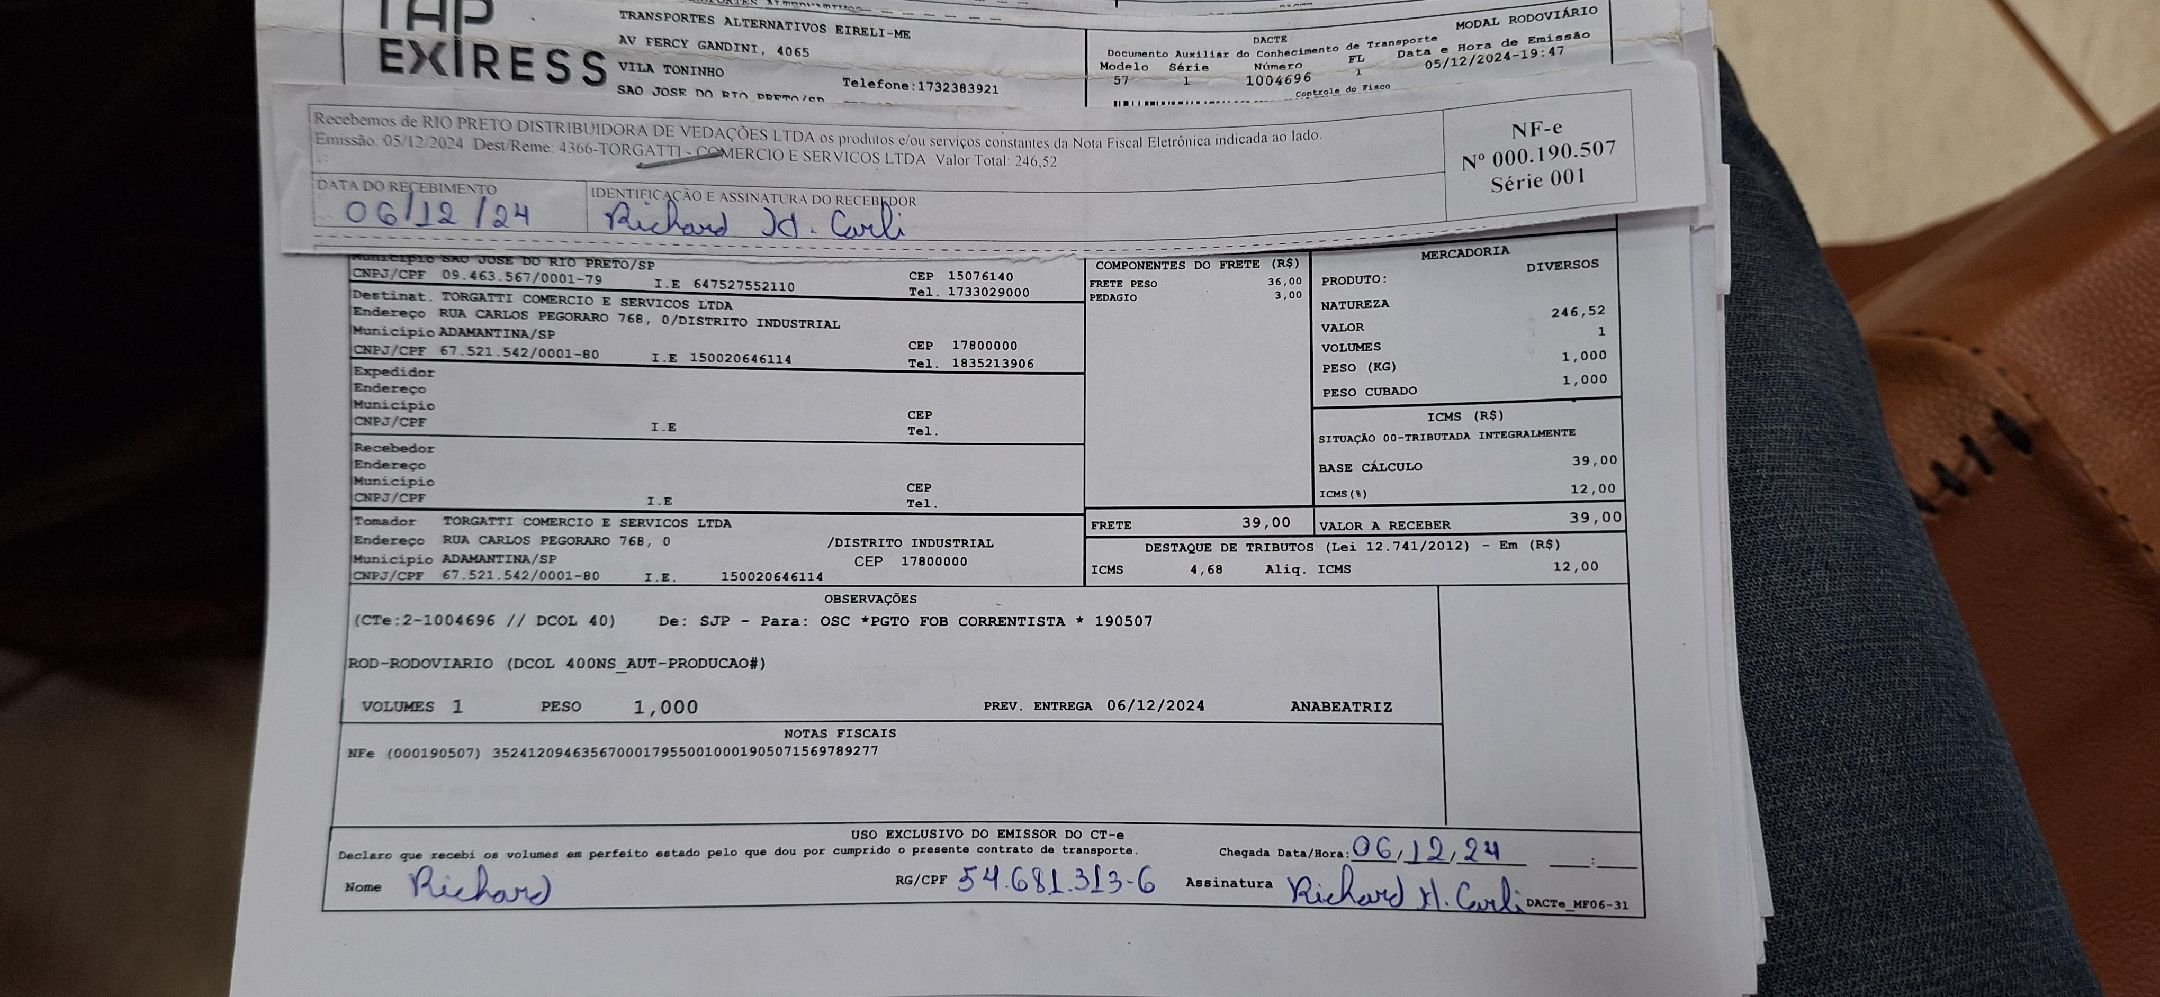 TAP
EXIRESS
TRANSPORTES ALTERNATIVOS EIRELI-ME
AV FERCY GANDINI, 4065
VILA TONINHO
Telefone:1732383921
SAO JOSE DO RIO PRETO/SP
DACTE
MODAL RODOVIÁRIO
Documento Auxiliar do Conhecimento de Transporte
Modelo Série Número FL Data e Hora de Emissão
57 1 1004696 1 05/12/2024-19:47
Controle do Fisco
Recebemos de RIO PRETO DISTRIBUIDORA DE VEDAÇÕES LTDA os produtos e/ou serviços constantes da Nota Fiscal Eletrônica indicada ao lado.
Emissão: 05/12/2024 Dest/Reme: 4366-TORGATTI - COMERCIO E SERVICOS LTDA Valor Total: 246,52
NF-e
Nº 000.190.507
Série 001
DATA DO RECEBIMENTO
06/12/24
IDENTIFICAÇÃO E ASSINATURA DO RECEBEDOR
Richard H. Carli
Município SAO JOSE DO RIO PRETO/SP
CNPJ/CPF 09.463.567/0001-79 I.E 647527552110
CEP 15076140
Tel. 1733029000
Destinat. TORGATTI COMERCIO E SERVICOS LTDA
Endereço RUA CARLOS PEGORARO 768, 0/DISTRITO INDUSTRIAL
Município ADAMANTINA/SP
CEP 17800000
CNPJ/CPF 67.521.542/0001-80 I.E 150020646114
Tel. 1835213906
Expedidor
Endereço
Município
CEP
CNPJ/CPF I.E Tel.
Recebedor
Endereço
Município
CEP
CNPJ/CPF I.E Tel.
Tomador TORGATTI COMERCIO E SERVICOS LTDA
Endereço RUA CARLOS PEGORARO 768, 0 /DISTRITO INDUSTRIAL
Município ADAMANTINA/SP CEP 17800000
CNPJ/CPF 67.521.542/0001-80 I.E. 150020646114
COMPONENTES DO FRETE (R$)
FRETE PESO 36,00
PEDAGIO 3,00
MERCADORIA
PRODUTO: DIVERSOS
NATUREZA
VALOR 246,52
VOLUMES 1
PESO (KG) 1,000
PESO CUBADO 1,000
ICMS (R$)
SITUAÇÃO 00-TRIBUTADA INTEGRALMENTE
BASE CÁLCULO 39,00
ICMS(%) 12,00
FRETE 39,00
VALOR A RECEBER 39,00
DESTAQUE DE TRIBUTOS (Lei 12.741/2012) - Em (R$)
ICMS 4,68 Aliq. ICMS 12,00
OBSERVAÇÕES
(CTe:2-1004696 // DCOL 40) De: SJP - Para: OSC *PGTO FOB CORRENTISTA * 190507
ROD-RODOVIARIO (DCOL 400NS_AUT-PRODUCAO#)
VOLUMES 1 PESO 1,000 PREV. ENTREGA 06/12/2024 ANABEATRIZ
NOTAS FISCAIS
NFe (000190507) 35241209463567000179550010001905071569789277
USO EXCLUSIVO DO EMISSOR DO CT-e
Declaro que recebi os volumes em perfeito estado pelo que dou por cumprido o presente contrato de transporte.
Chegada Data/Hora: 06/12/24 __:__
Nome Richard
RG/CPF 54.681.313-6
Assinatura Richard H. Carli
DACTe_MF06-31